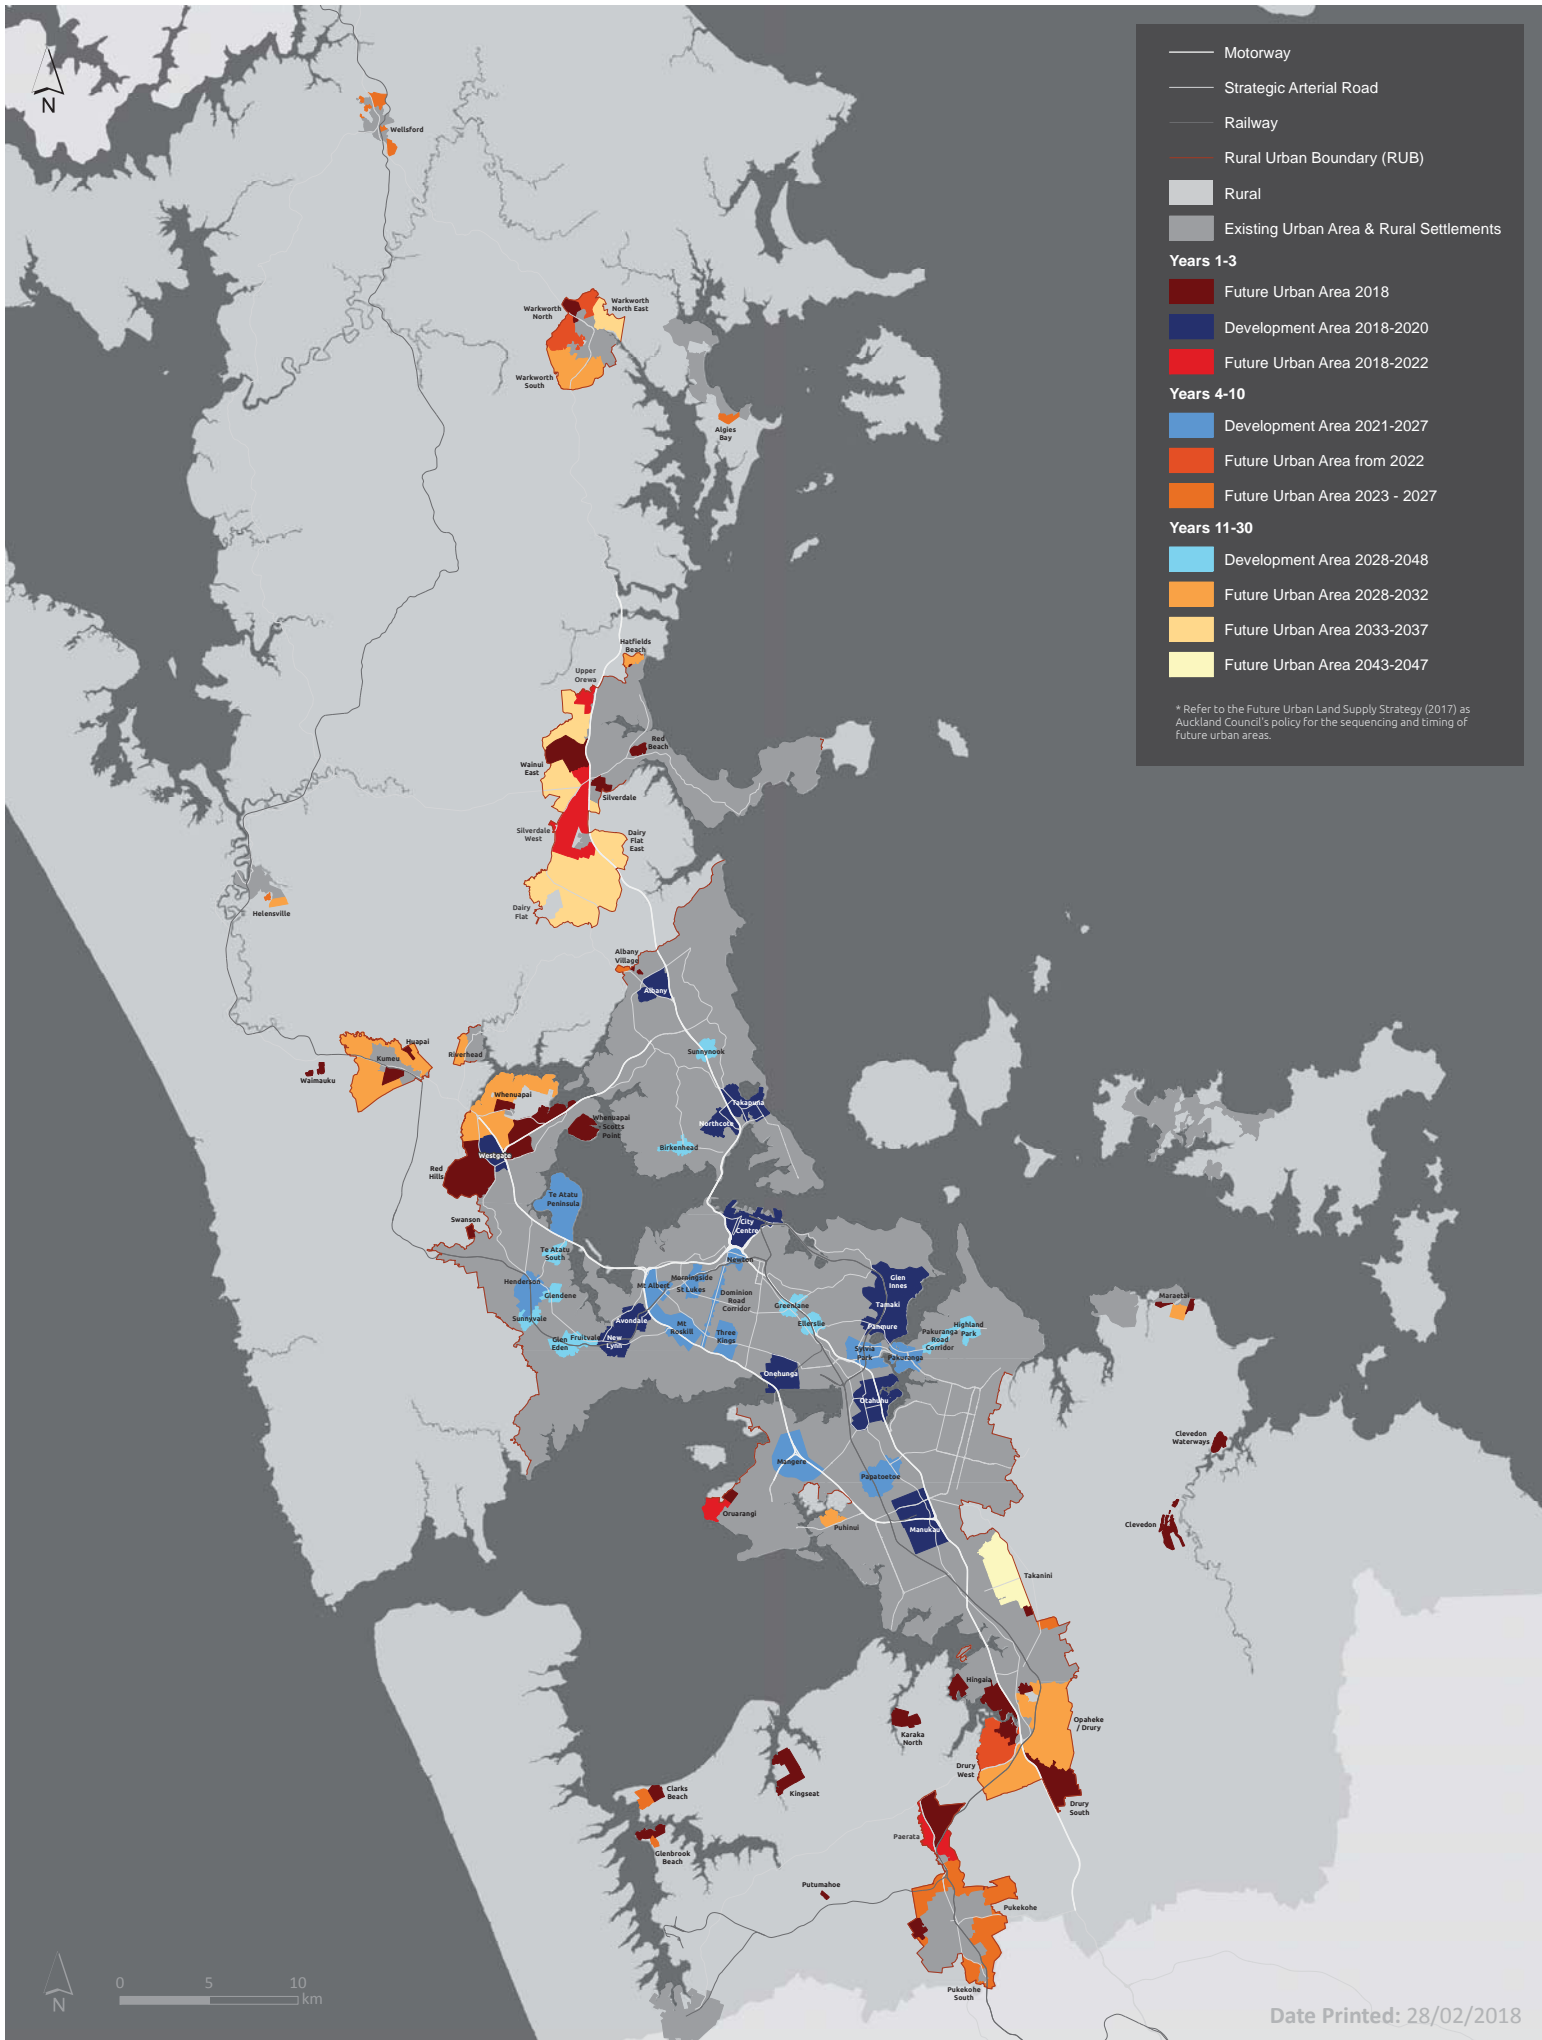 N
Motorway
Strategic Arterial Road
Railway
Rural Urban Boundary (RUB)
Rural
Existing Urban Area & Rural Settlements
Years 1-3
Future Urban Area 2018
Development Area 2018-2020
Future Urban Area 2018-2022
Years 4-10
Development Area 2021-2027
Future Urban Area from 2022
Future Urban Area 2023 - 2027
Years 11-30
Development Area 2028-2048
Future Urban Area 2028-2032
Future Urban Area 2033-2037
Future Urban Area 2043-2047
* Refer to the Future Urban Land Supply Strategy (2017) as
Auckland Council's policy for the sequencing and timing of
future urban areas.
Wellsford
Warkworth
North
Warkworth
North East
Warkworth
South
Algies
Bay
Hatfields
Beach
Upper
Orewa
Red
Beach
Wainui
East
Silverdale
Silverdale
West
Dairy
Flat
East
Dairy
Flat
Helensville
Albany
Village
Albany
Huapai
Kumeu
Riverhead
Waimauku
Sunnynook
Whenuapai
Takapuna
Northcote
Whenuapai
- Scotts
Point
Birkenhead
Westgate
Red
Hills
Te Atatu
Peninsula
Swanson
City
Centre
Te Atatu
South
Newton
Henderson
Glendene
Mt Albert
Morningside
St Lukes
Dominion
Road
Corridor
Glen
Innes
Tamaki
Panmure
Greenlane
Ellerslie
Sunnyvale
Avondale
Mt
Roskill
Three
Kings
Glen
Eden
Fruitvale
New
Lynn
Highland
Park
Pakuranga
Road
Corridor
Sylvia
Park
Pakuranga
Maraetai
Onehunga
Otahuhu
Clevedon
Waterways
Mangere
Papatoetoe
Oruarangi
Puhinui
Manukau
Clevedon
Takanini
Hingaia
Karaka
North
Opaheke
/ Drury
Drury
West
Drury
South
Kingseat
Clarks
Beach
Glenbrook
Beach
Paerata
Putumahoe
Pukekohe
Pukekohe
South
N
0 5 10
km
Date Printed: 28/02/2018